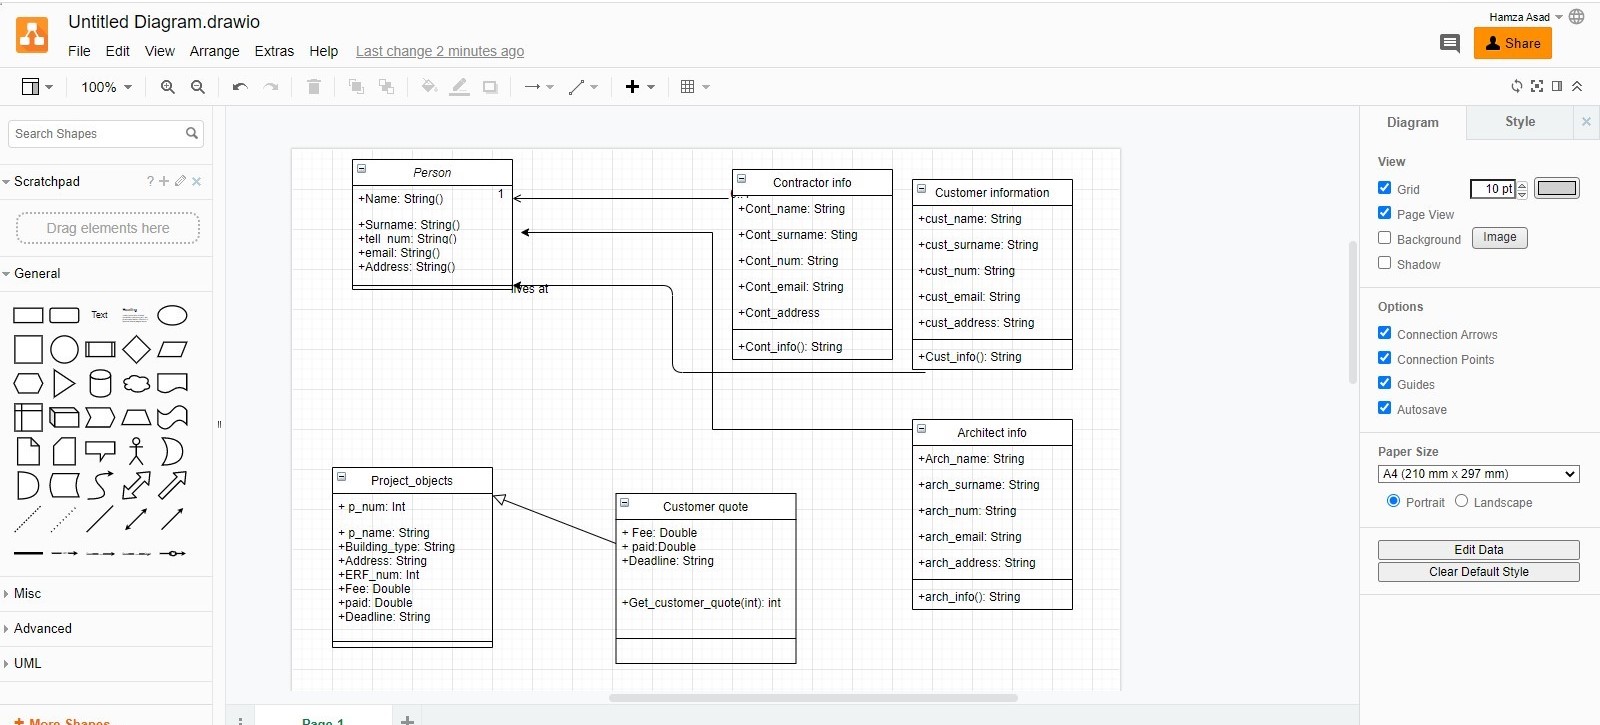 Untitled Diagram.drawio
Hamza Asad
File Edit View Arrange Extras Help Last change 2 minutes ago
Share
100%
Search Shapes
Scratchpad
?
Drag elements here
General
Text
Heading
Misc
Advanced
UML
More Shapes
Person
1
+Name: String()
+Surname: String()
+tell_num: String()
+email: String()
+Address: String()
lives at
Contractor info
+Cont_name: String
+Cont_surname: Sting
+Cont_num: String
+Cont_email: String
+Cont_address
+Cont_info(): String
Customer information
+cust_name: String
+cust_surname: String
+cust_num: String
+cust_email: String
+cust_address: String
+Cust_info(): String
Architect info
+Arch_name: String
+arch_surname: String
+arch_num: String
+arch_email: String
+arch_address: String
+arch_info(): String
Project_objects
+ p_num: Int
+ p_name: String
+Building_type: String
+Address: String
+ERF_num: Int
+Fee: Double
+paid: Double
+Deadline: String
Customer quote
+ Fee: Double
+ paid:Double
+Deadline: String
+Get_customer_quote(int): int
Page-1
Diagram Style
View
Grid 10 pt
Page View
Background Image
Shadow
Options
Connection Arrows
Connection Points
Guides
Autosave
Paper Size
A4 (210 mm x 297 mm)
Portrait Landscape
Edit Data
Clear Default Style